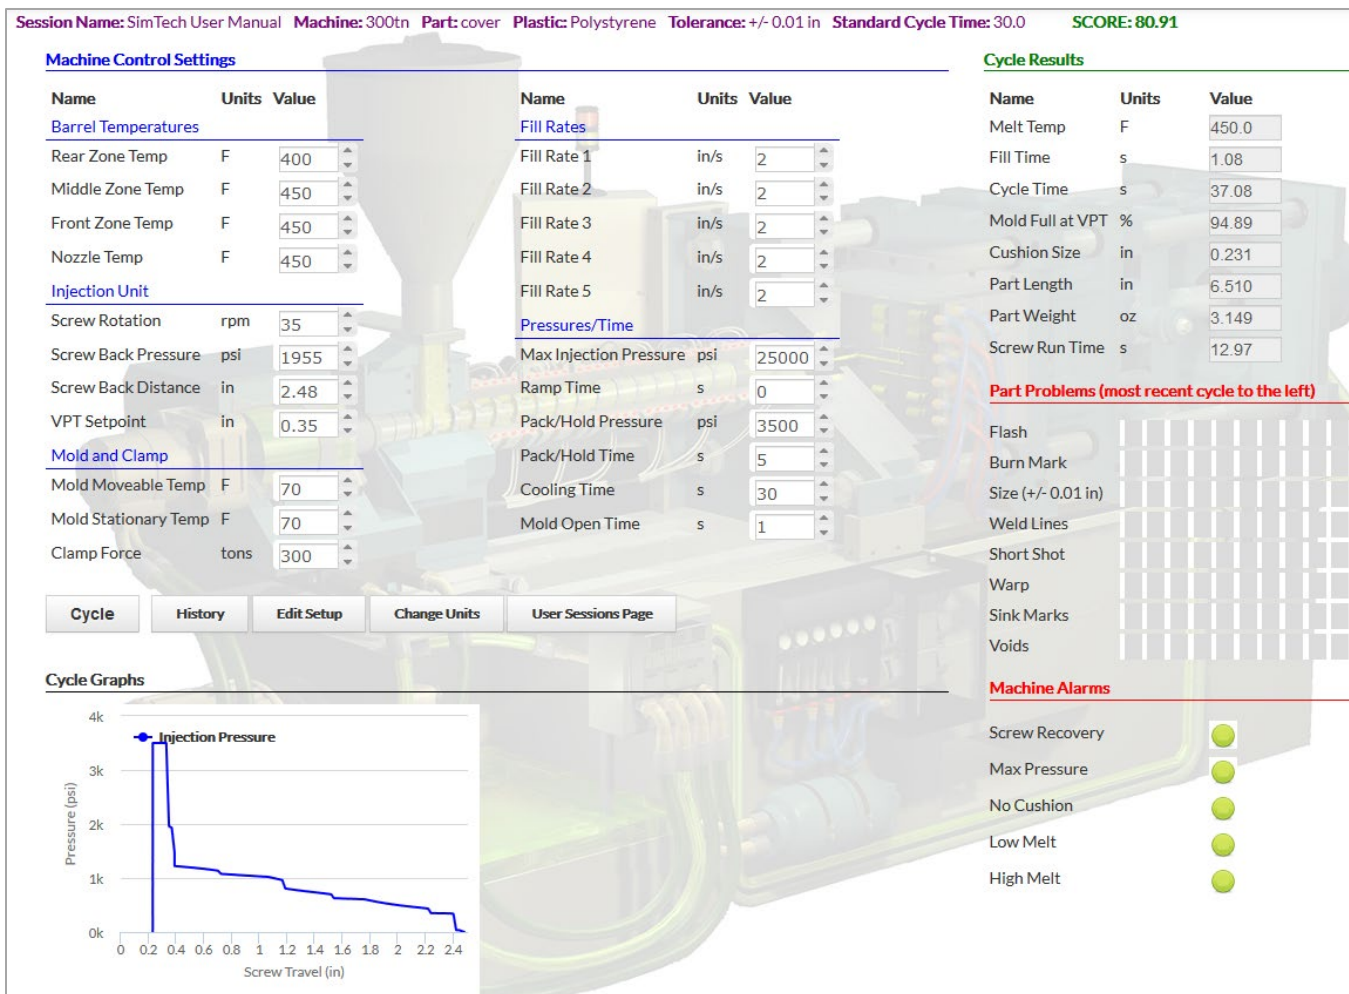 Session Name: SimTech User Manual Machine: 300tn Part: cover Plastic: Polystyrene Tolerance: +/- 0.01 in Standard Cycle Time: 30.0 SCORE: 80.91
Machine Control Settings
Name Units Value
Barrel Temperatures
Rear Zone Temp F 400
Middle Zone Temp F 450
Front Zone Temp F 450
Nozzle Temp F 450
Injection Unit
Screw Rotation rpm 35
Screw Back Pressure psi 1955
Screw Back Distance in 2.48
VPT Setpoint in 0.35
Mold and Clamp
Mold Moveable Temp F 70
Mold Stationary Temp F 70
Clamp Force tons 300
Name Units Value
Fill Rates
Fill Rate 1 in/s 2
Fill Rate 2 in/s 2
Fill Rate 3 in/s 2
Fill Rate 4 in/s 2
Fill Rate 5 in/s 2
Pressures/Time
Max Injection Pressure psi 25000
Ramp Time s 0
Pack/Hold Pressure psi 3500
Pack/Hold Time s 5
Cooling Time s 30
Mold Open Time s 1
Cycle History Edit Setup Change Units User Sessions Page
Cycle Graphs
Injection Pressure
Pressure (psi)
4k
3k
2k
1k
0k
0 0.2 0.4 0.6 0.8 1 1.2 1.4 1.6 1.8 2 2.2 2.4
Screw Travel (in)
Cycle Results
Name Units Value
Melt Temp F 450.0
Fill Time s 1.08
Cycle Time s 37.08
Mold Full at VPT % 94.89
Cushion Size in 0.231
Part Length in 6.510
Part Weight oz 3.149
Screw Run Time s 12.97
Part Problems (most recent cycle to the left)
Flash
Burn Mark
Size (+/- 0.01 in)
Weld Lines
Short Shot
Warp
Sink Marks
Voids
Machine Alarms
Screw Recovery
Max Pressure
No Cushion
Low Melt
High Melt